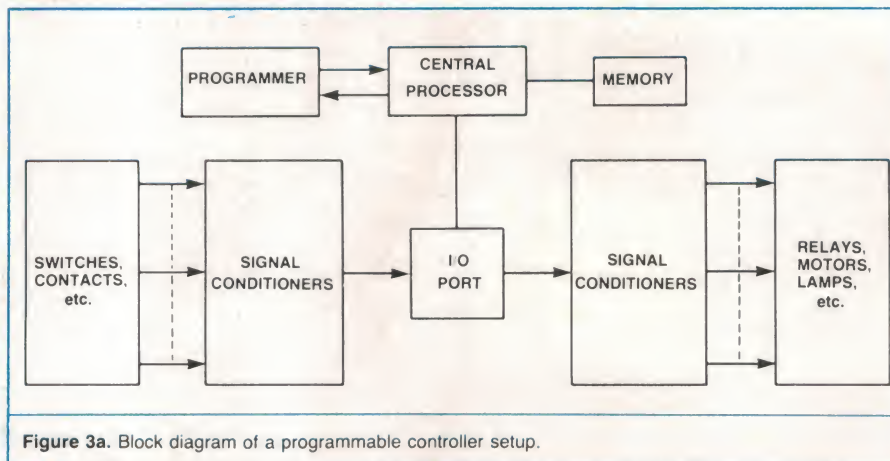 PROGRAMMER
CENTRAL
PROCESSOR
MEMORY
SWITCHES,
CONTACTS,
etc.
SIGNAL
CONDITIONERS
I/O
PORT
SIGNAL
CONDITIONERS
RELAYS,
MOTORS,
LAMPS,
etc.
Figure 3a. Block diagram of a programmable controller setup.